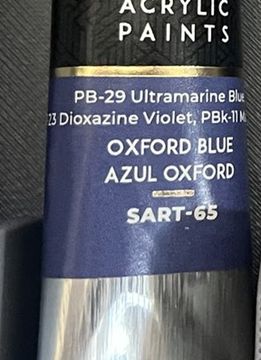 ACRYLIC
PAINTS
PB-29 Ultramarine Blue
23 Dioxazine Violet, PBk-11 M
OXFORD BLUE
AZUL OXFORD
SART-65